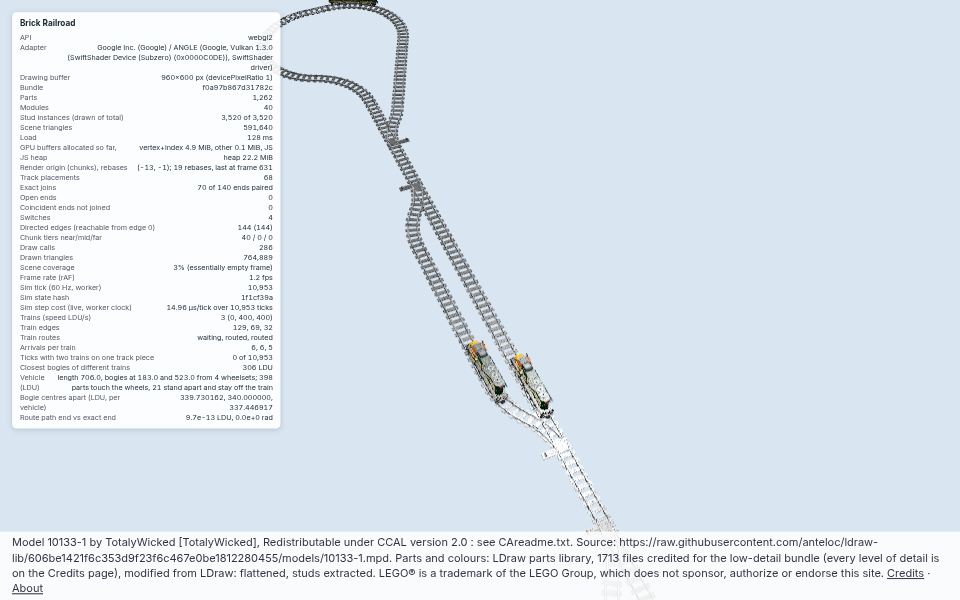 Brick Railroad
API webgl2
Adapter Google Inc. (Google) / ANGLE (Google, Vulkan 1.3.0
(SwiftShader Device (Subzero) (0x0000C0DE)), SwiftShader
driver)
Drawing buffer 960×600 px (devicePixelRatio 1)
Bundle f0a97b867d31782c
Parts 1,262
Modules 40
Stud instances (drawn of total) 3,520 of 3,520
Scene triangles 591,640
Load 128 ms
GPU buffers allocated so far, vertex+index 4.9 MiB, other 0.1 MiB, JS
JS heap heap 22.2 MiB
Render origin (chunks), rebases (-13, -1); 19 rebases, last at frame 631
Track placements 68
Exact joins 70 of 140 ends paired
Open ends 0
Coincident ends not joined 0
Switches 4
Directed edges (reachable from edge 0) 144 (144)
Chunk tiers near/mid/far 40 / 0 / 0
Draw calls 286
Drawn triangles 764,889
Scene coverage 3% (essentially empty frame)
Frame rate (rAF) 1.2 fps
Sim tick (60 Hz, worker) 10,953
Sim state hash 1f1cf39a
Sim step cost (live, worker clock) 14.96 µs/tick over 10,953 ticks
Trains (speed LDU/s) 3 (0, 400, 400)
Train edges 129, 69, 32
Train routes waiting, routed, routed
Arrivals per train 6, 6, 5
Ticks with two trains on one track piece 0 of 10,953
Closest bogies of different trains 306 LDU
Vehicle length 706.0, bogies at 183.0 and 523.0 from 4 wheelsets; 398
(LDU) parts touch the wheels, 21 stand apart and stay off the train
Bogie centres apart (LDU, per 339.730162, 340.000000,
vehicle) 337.446917
Route path end vs exact end 9.7e-13 LDU, 0.0e+0 rad
Model 10133-1 by TotalyWicked [TotalyWicked], Redistributable under CCAL version 2.0 : see CAreadme.txt. Source: https://raw.githubusercontent.com/anteloc/ldraw-
lib/606be1421f6c353d9f23f6c467e0be1812280455/models/10133-1.mpd. Parts and colours: LDraw parts library, 1713 files credited for the low-detail bundle (every level of detail is
on the Credits page), modified from LDraw: flattened, studs extracted. LEGO® is a trademark of the LEGO Group, which does not sponsor, authorize or endorse this site. Credits ·
About